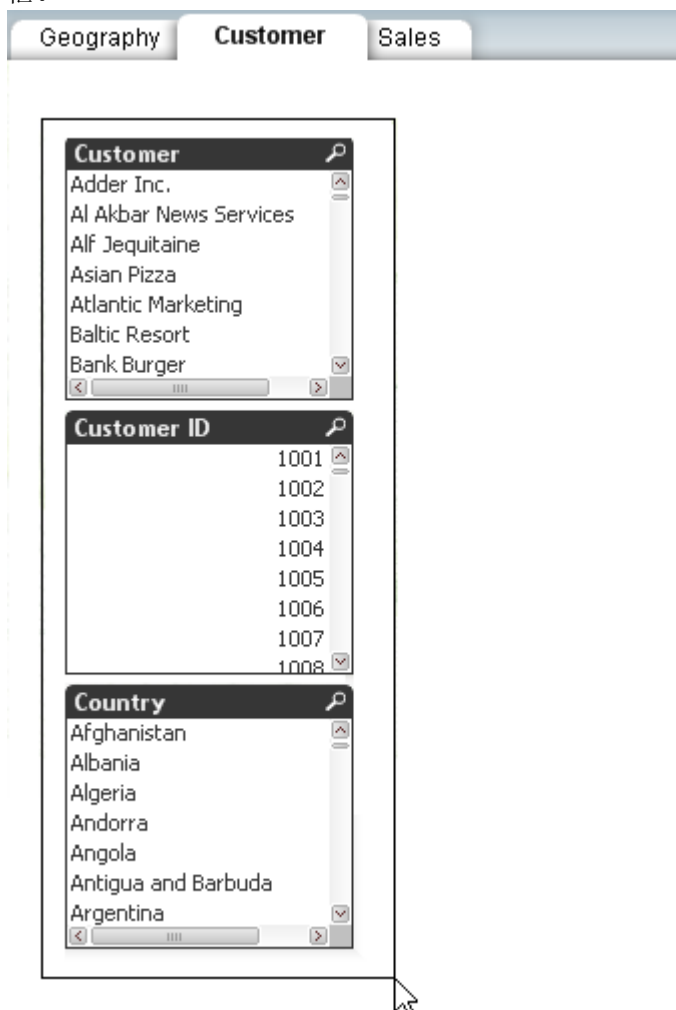 Geography Customer Sales
Customer
Adder Inc.
Al Akbar News Services
Alf Jequitaine
Asian Pizza
Atlantic Marketing
Baltic Resort
Bank Burger
Customer ID
1001
1002
1003
1004
1005
1006
1007
1008
Country
Afghanistan
Albania
Algeria
Andorra
Angola
Antigua and Barbuda
Argentina